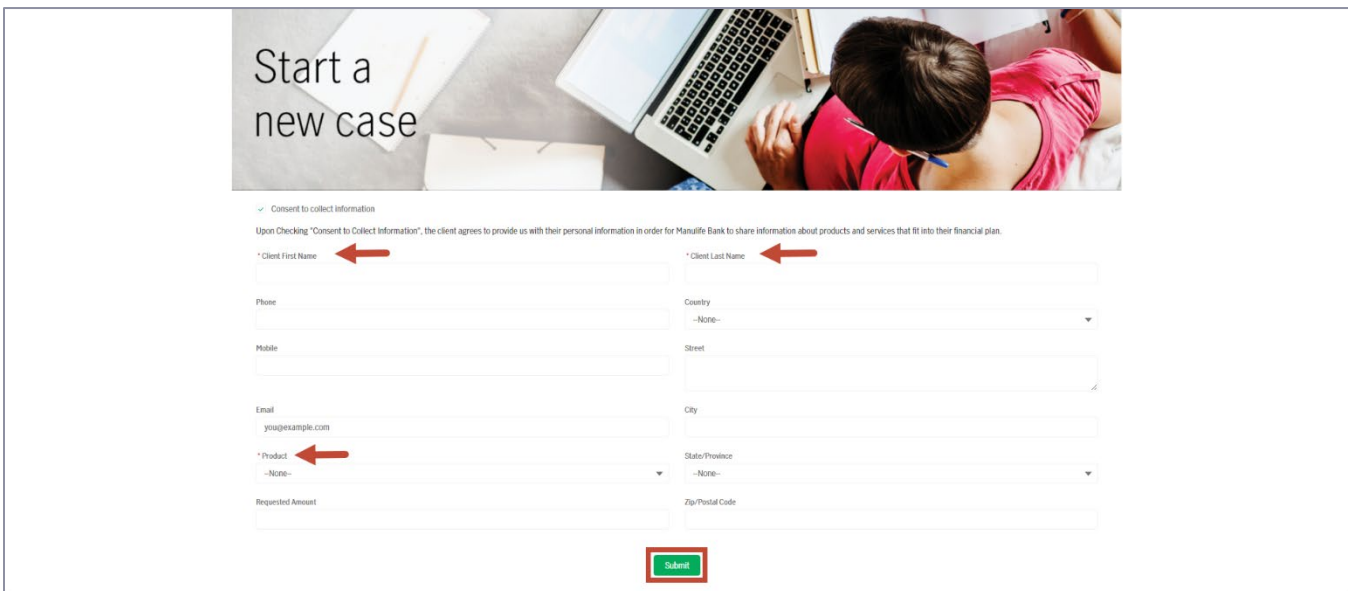 Start a
new case
Consent to collect information
Upon Checking "Consent to Collect Information", the client agrees to provide us with their personal information in order for Manulife Bank to share information about products and services that fit into their financial plan.
* Client First Name
* Client Last Name
Phone
Country
--None--
Mobile
Street
Email
City
you@example.com
* Product
State/Province
--None--
--None--
Requested Amount
Zip/Postal Code
Submit